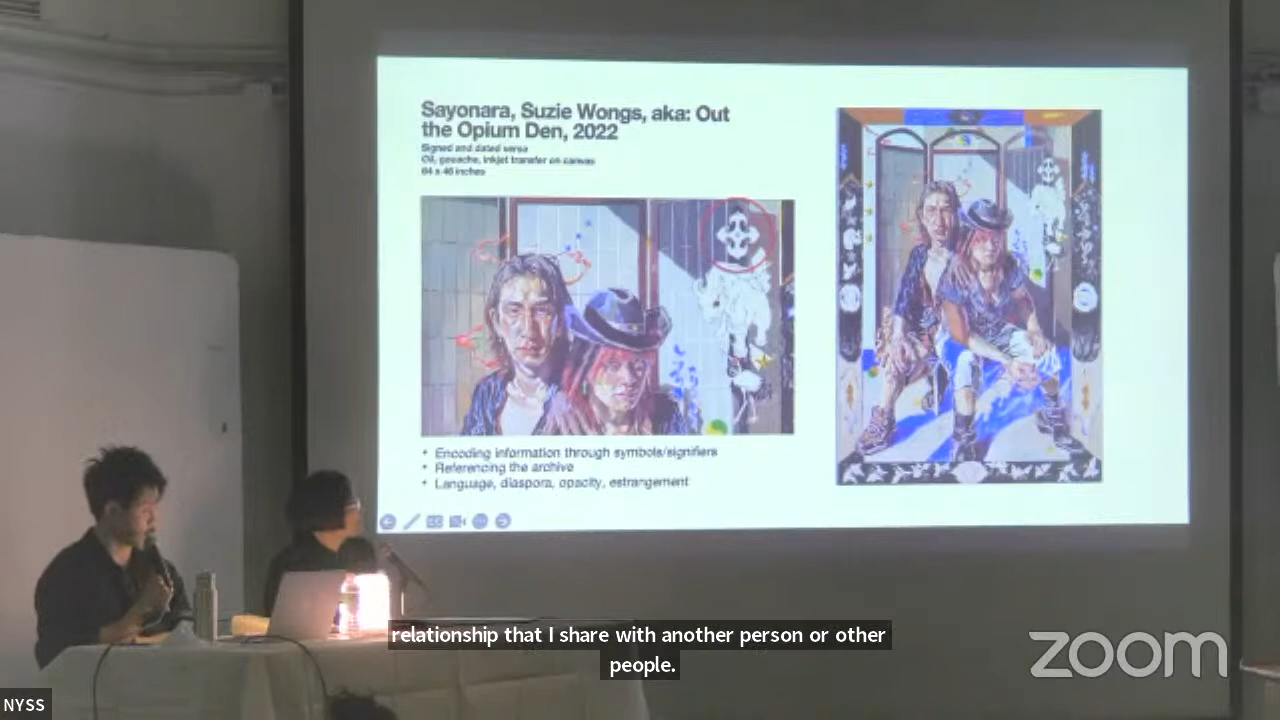 Sayonara, Suzie Wongs, aka: Out
the Opium Den, 2022
Signed and dated verso
Oil, gouache, inkjet transfer on canvas
64 x 46 inches
• Encoding information through symbols/signifiers
• Referencing the archive
• Language, diaspora, opacity, estrangement
relationship that I share with another person or other
people.
zoom
NYSS